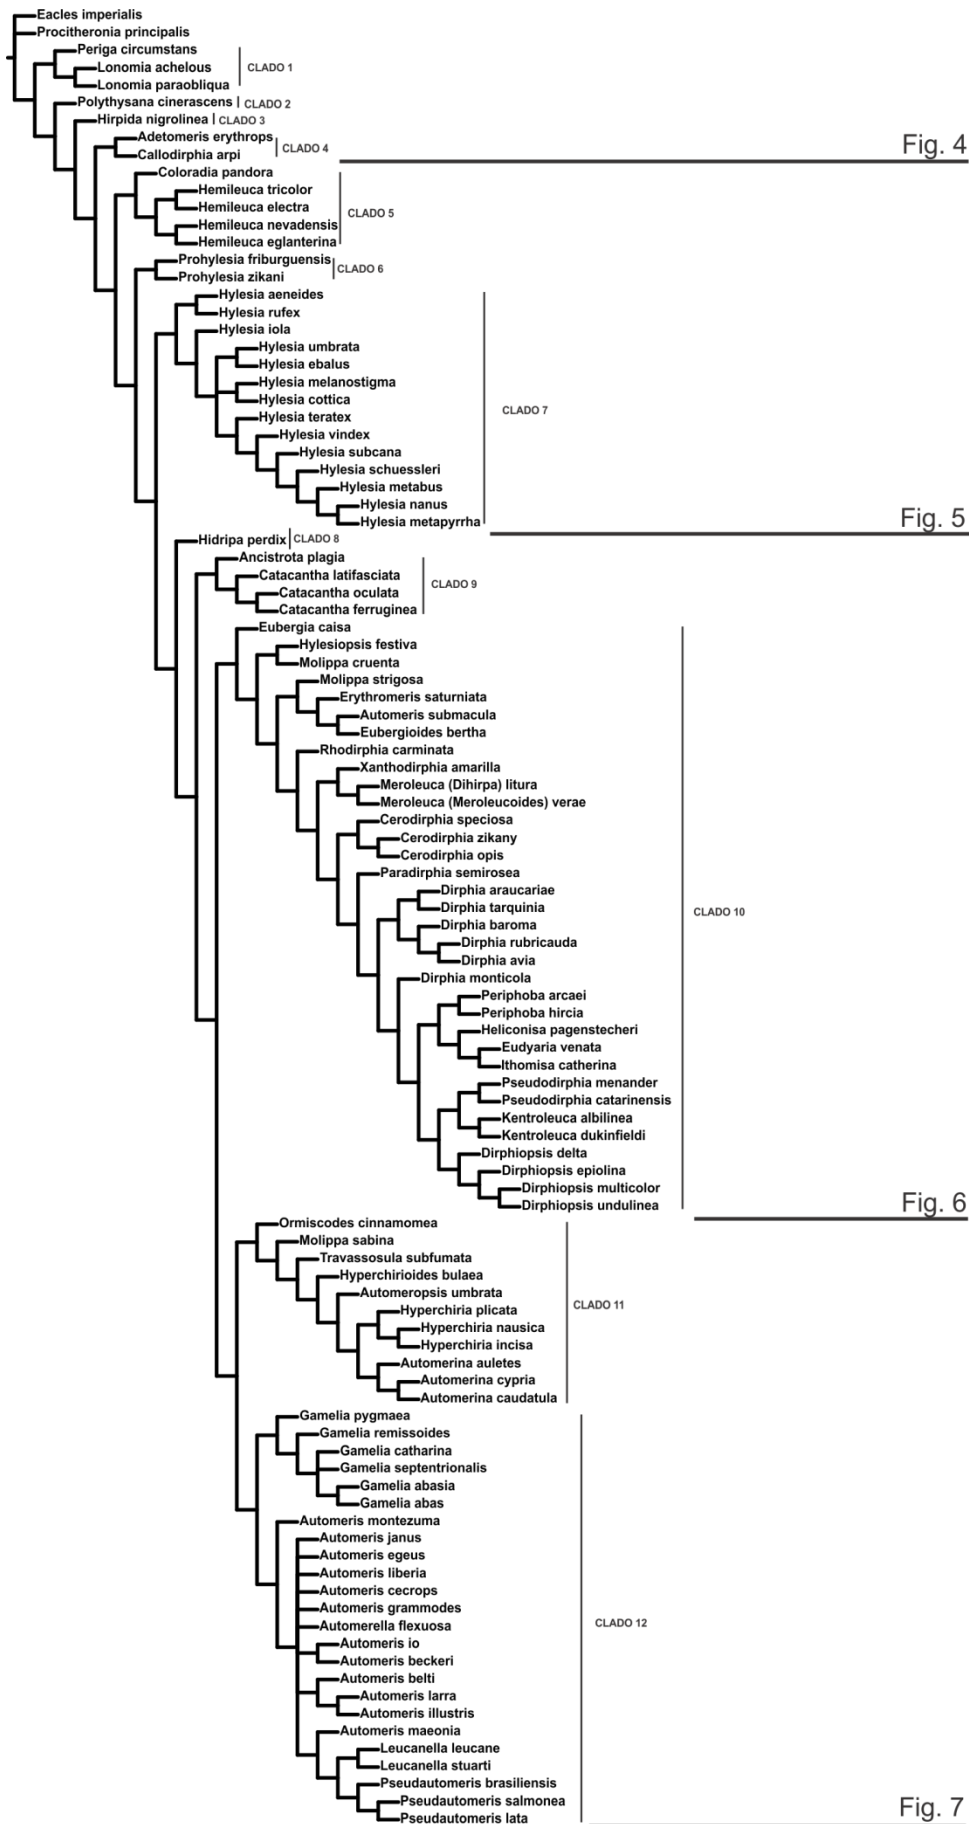 Eacles imperialis
Procitheronia principalis
Periga circumstans
Lonomia achelous
CLADO 1
Lonomia paraobliqua
Polythysana cinerascens
CLADO 2
Hirpida nigrolinea
CLADO 3
Adetomeris erythrops
CLADO 4
Callodirphia arpi
Fig. 4
Coloradia pandora
Hemileuca tricolor
Hemileuca electra
CLADO 5
Hemileuca nevadensis
Hemileuca eglanterina
Prohylesia friburguensis
CLADO 6
Prohylesia zikani
Hylesia aeneides
Hylesia rufex
Hylesia iola
Hylesia umbrata
Hylesia ebalus
Hylesia melanostigma
Hylesia cottica
CLADO 7
Hylesia teratex
Hylesia vindex
Hylesia subcana
Hylesia schuessleri
Hylesia metabus
Hylesia nanus
Hylesia metapyrrha
Fig. 5
Hidripa perdix
CLADO 8
Ancistrota plagia
Catacantha latifasciata
CLADO 9
Catacantha oculata
Catacantha ferruginea
Eubergia caisa
Hylesiopsis festiva
Molippa cruenta
Molippa strigosa
Erythromeris saturniata
Automeris submacula
Eubergioides bertha
Rhodirphia carminata
Xanthodirphia amarilla
Meroleuca (Dihirpa) litura
Meroleuca (Meroleucoides) verae
Cerodirphia speciosa
Cerodirphia zikany
Cerodirphia opis
Paradirphia semirosea
Dirphia araucariae
Dirphia tarquinia
CLADO 10
Dirphia baroma
Dirphia rubricauda
Dirphia avia
Dirphia monticola
Periphoba arcaei
Periphoba hircia
Heliconisa pagenstecheri
Eudyaria venata
Ithomisa catherina
Pseudodirphia menander
Pseudodirphia catarinensis
Kentroleuca albilinea
Kentroleuca dukinfieldi
Dirphiopsis delta
Dirphiopsis epiolina
Dirphiopsis multicolor
Dirphiopsis undulinea
Fig. 6
Ormiscodes cinnamomea
Molippa sabina
Travassosula subfumata
Hyperchirioides bulaea
Automeropsis umbrata
CLADO 11
Hyperchiria plicata
Hyperchiria nausica
Hyperchiria incisa
Automerina auletes
Automerina cypria
Automerina caudatula
Gamelia pygmaea
Gamelia remissoides
Gamelia catharina
Gamelia septentrionalis
Gamelia abasia
Gamelia abas
Automeris montezuma
Automeris janus
Automeris egeus
Automeris liberia
Automeris cecrops
Automeris grammodes
CLADO 12
Automerella flexuosa
Automeris io
Automeris beckeri
Automeris belti
Automeris larra
Automeris illustris
Automeris maeonia
Leucanella leucane
Leucanella stuarti
Pseudautomeris brasiliensis
Pseudautomeris salmonea
Pseudautomeris lata
Fig. 7